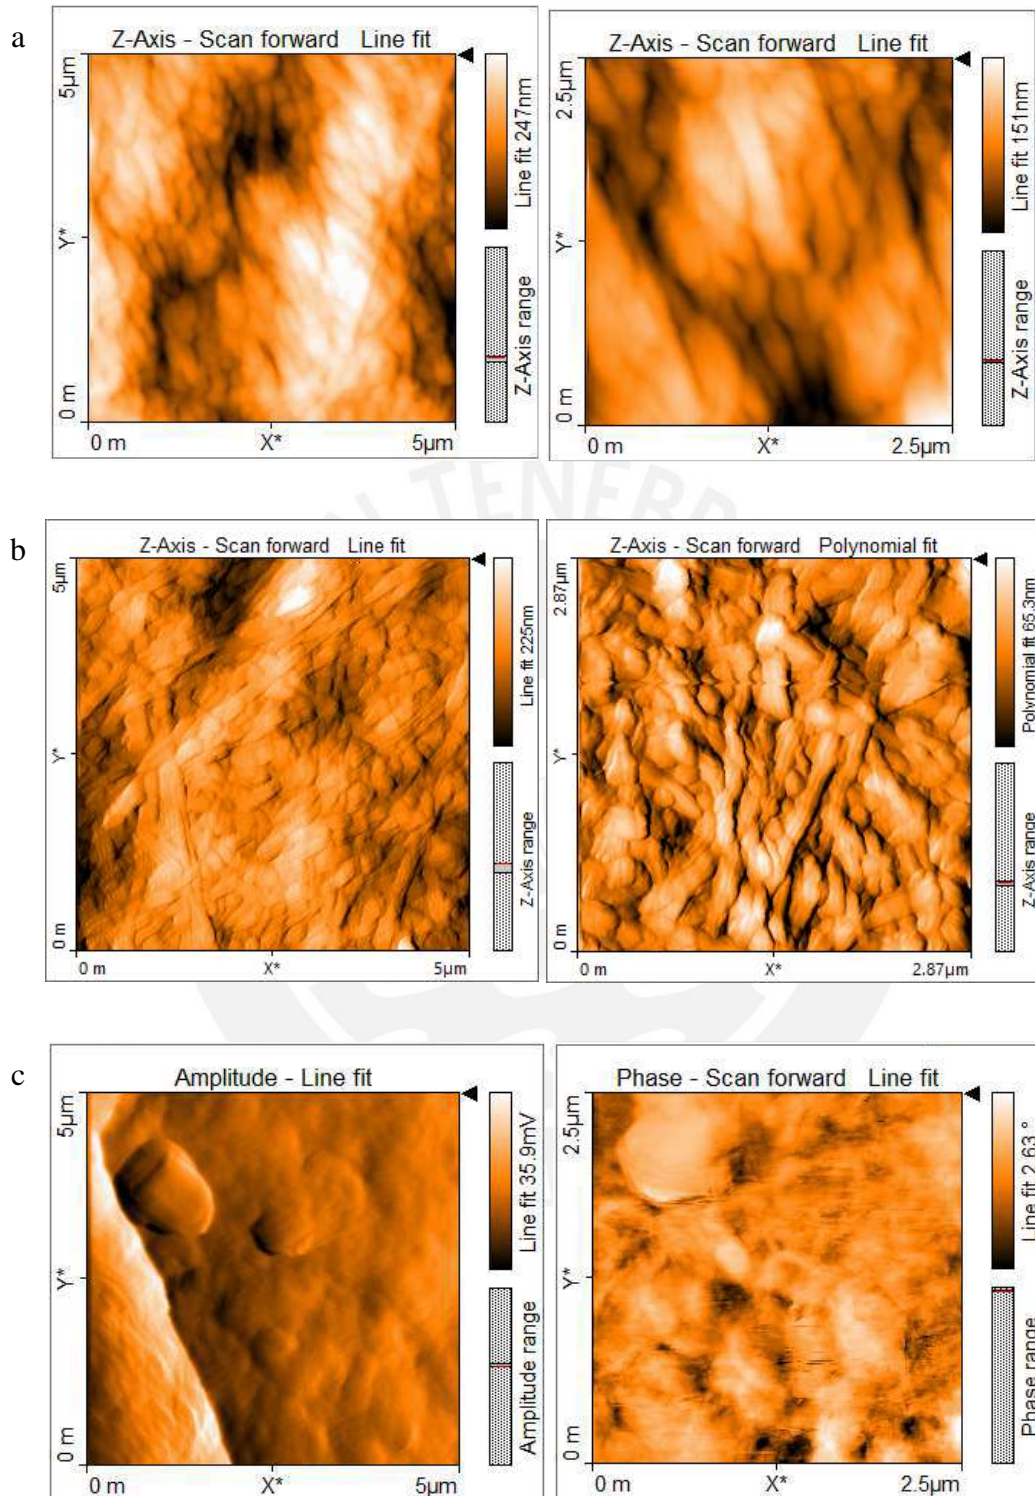 a
Z-Axis - Scan forward Line fit
5µm
Y*
0 m
0 m X* 5µm
Line fit 247nm
Z-Axis range
Z-Axis - Scan forward Line fit
2.5µm
Y*
0 m
0 m X* 2.5µm
Line fit 151nm
Z-Axis range
EN TENEBR
b
Z-Axis - Scan forward Line fit
5µm
Y*
0 m
0 m X* 5µm
Line fit 225nm
Z-Axis range
Z-Axis - Scan forward Polynomial fit
2.87µm
Y*
0 m
0 m X* 2.87µm
Polynomial fit 65.3nm
Z-Axis range
c
Amplitude - Line fit
5µm
Y*
0 m
0 m X* 5µm
Line fit 35.9mV
Amplitude range
Phase - Scan forward Line fit
2.5µm
Y*
0 m
0 m X* 2.5µm
Line fit 2.63 °
Phase range